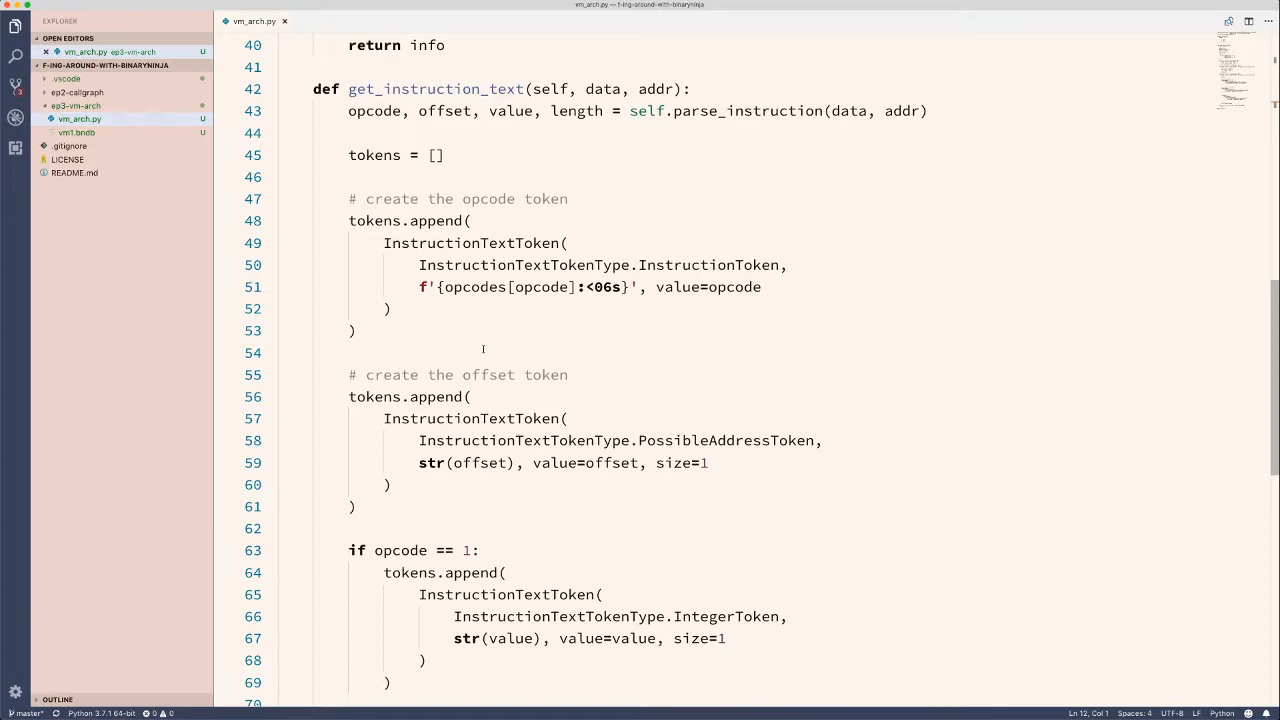 vm_arch.py — f-ing-around-with-binaryninja
EXPLORER
OPEN EDITORS
vm_arch.py ep3-vm-arch U
F-ING-AROUND-WITH-BINARYNINJA
.vscode
ep2-callgraph
ep3-vm-arch
vm_arch.py U
vm1.bndb U
.gitignore
LICENSE
README.md
OUTLINE
3
vm_arch.py
40 return info
41
42 def get_instruction_text(self, data, addr):
43 opcode, offset, value, length = self.parse_instruction(data, addr)
44
45 tokens = []
46
47 # create the opcode token
48 tokens.append(
49 InstructionTextToken(
50 InstructionTextTokenType.InstructionToken,
51 f'{opcodes[opcode]:<06s}', value=opcode
52 )
53 )
54
55 # create the offset token
56 tokens.append(
57 InstructionTextToken(
58 InstructionTextTokenType.PossibleAddressToken,
59 str(offset), value=offset, size=1
60 )
61 )
62
63 if opcode == 1:
64 tokens.append(
65 InstructionTextToken(
66 InstructionTextTokenType.IntegerToken,
67 str(value), value=value, size=1
68 )
69 )
70
master* Python 3.7.1 64-bit 0 0 Ln 12, Col 1 Spaces: 4 UTF-8 LF Python